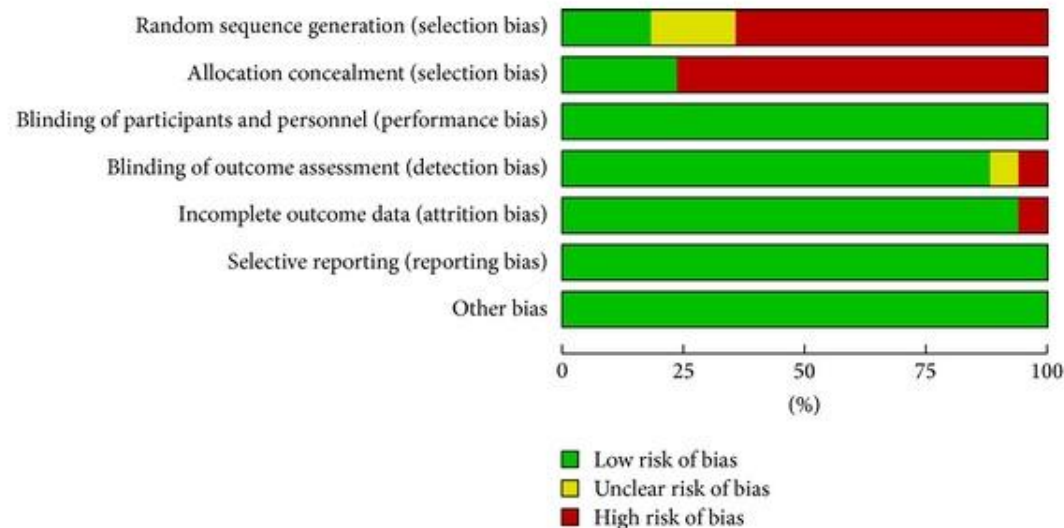 Random sequence generation (selection bias)
Allocation concealment (selection bias)
Blinding of participants and personnel (performance bias)
Blinding of outcome assessment (detection bias)
Incomplete outcome data (attrition bias)
Selective reporting (reporting bias)
Other bias
0 25 50 75 100
(%)
Low risk of bias
Unclear risk of bias
High risk of bias